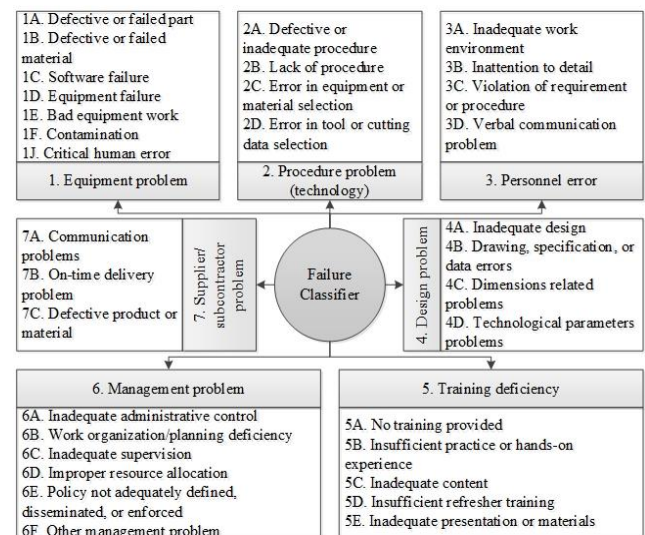 1A. Defective or failed part
1B. Defective or failed
material
1C. Software failure
1D. Equipment failure
1E. Bad equipment work
1F. Contamination
1J. Critical human error
1. Equipment problem
2A. Defective or
inadequate procedure
2B. Lack of procedure
2C. Error in equipment or
material selection
2D. Error in tool or cutting
data selection
2. Procedure problem
(technology)
3A. Inadequate work
environment
3B. Inattention to detail
3C. Violation of requirement
or procedure
3D. Verbal communication
problem
3. Personnel error
7A. Communication
problems
7B. On-time delivery
problem
7C. Defective product or
material
7. Supplier/
subcontractor
problem
Failure
Classifier
4. Design problem
4A. Inadequate design
4B. Drawing, specification, or
data errors
4C. Dimensions related
problems
4D. Technological parameters
problems
6. Management problem
6A. Inadequate administrative control
6B. Work organization/planning deficiency
6C. Inadequate supervision
6D. Improper resource allocation
6E. Policy not adequately defined,
disseminated, or enforced
6F. Other management problem
5. Training deficiency
5A. No training provided
5B. Insufficient practice or hands-on
experience
5C. Inadequate content
5D. Insufficient refresher training
5E. Inadequate presentation or materials